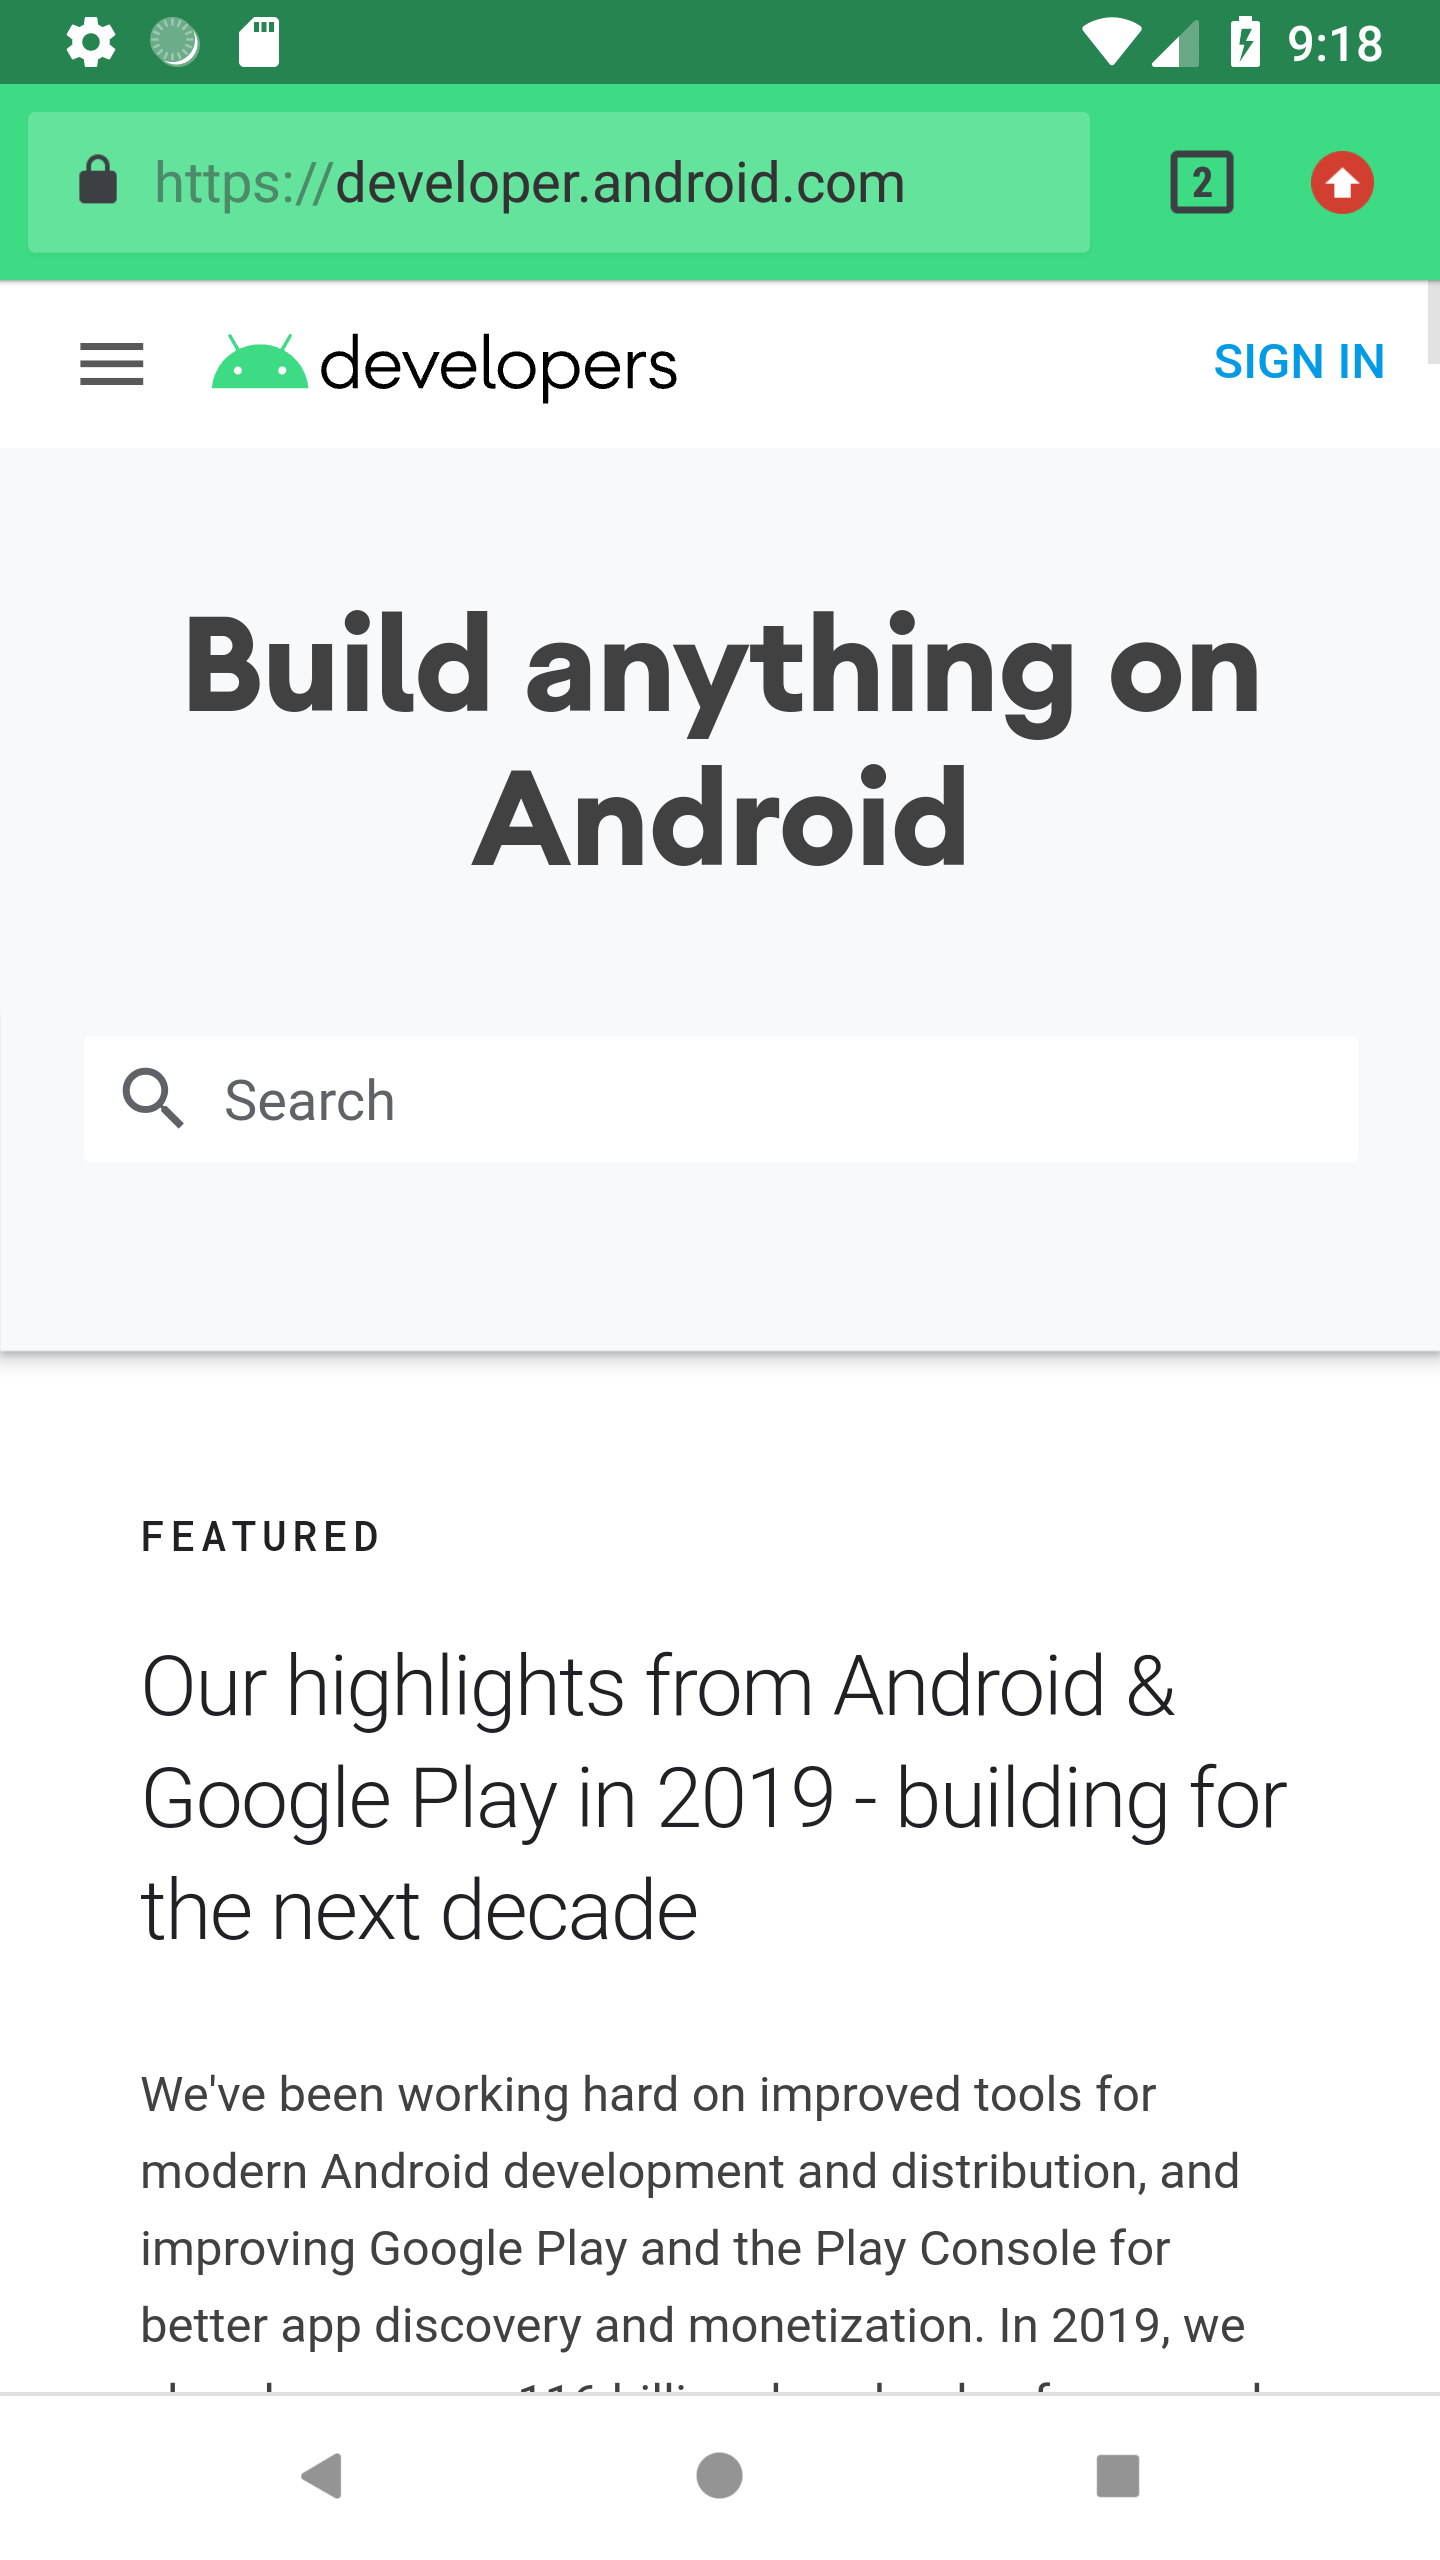 9:18
https://developer.android.com
2
developers
SIGN IN
Build anything on
Android
Search
FEATURED
Our highlights from Android &
Google Play in 2019 - building for
the next decade
We've been working hard on improved tools for
modern Android development and distribution, and
improving Google Play and the Play Console for
better app discovery and monetization. In 2019, we